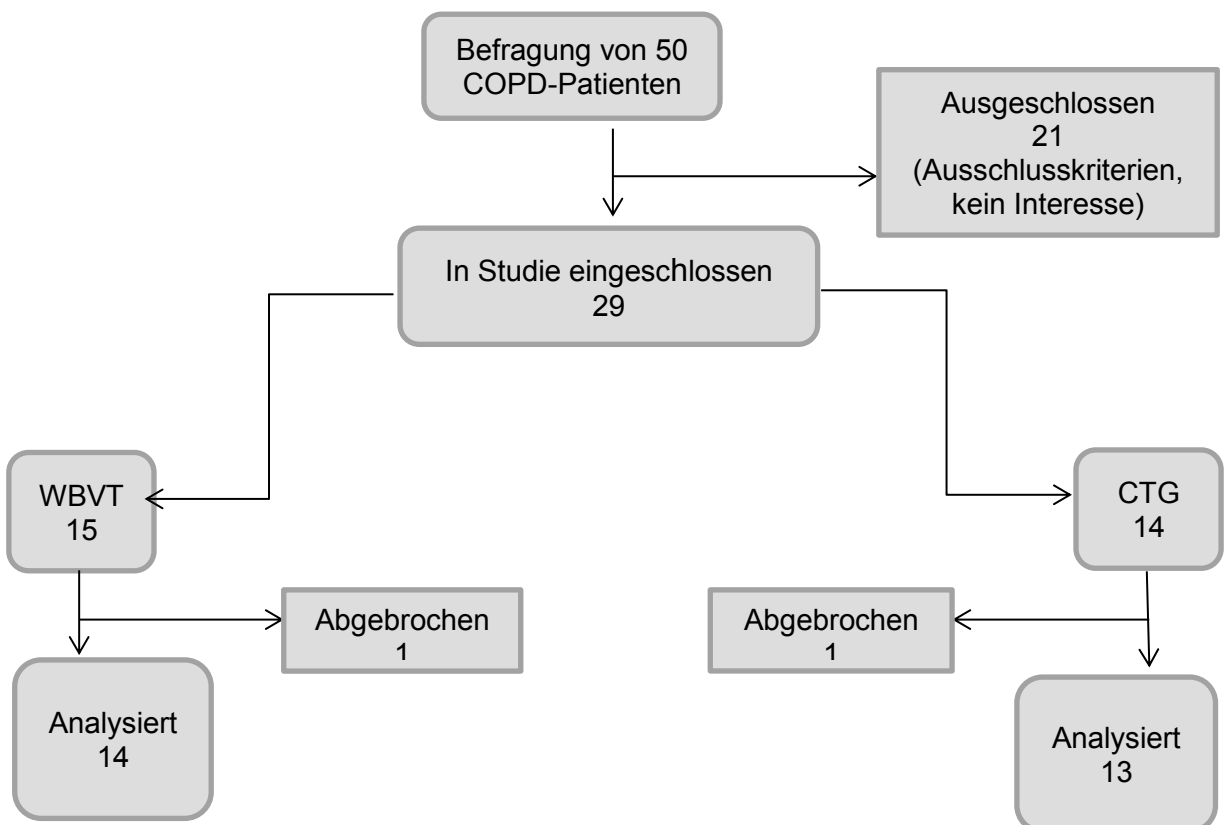 Befragung von 50
COPD-Patienten
Ausgeschlossen
21
(Ausschlusskriterien,
kein Interesse)
In Studie eingeschlossen
29
WBVT
15
CTG
14
Abgebrochen
1
Abgebrochen
1
Analysiert
14
Analysiert
13